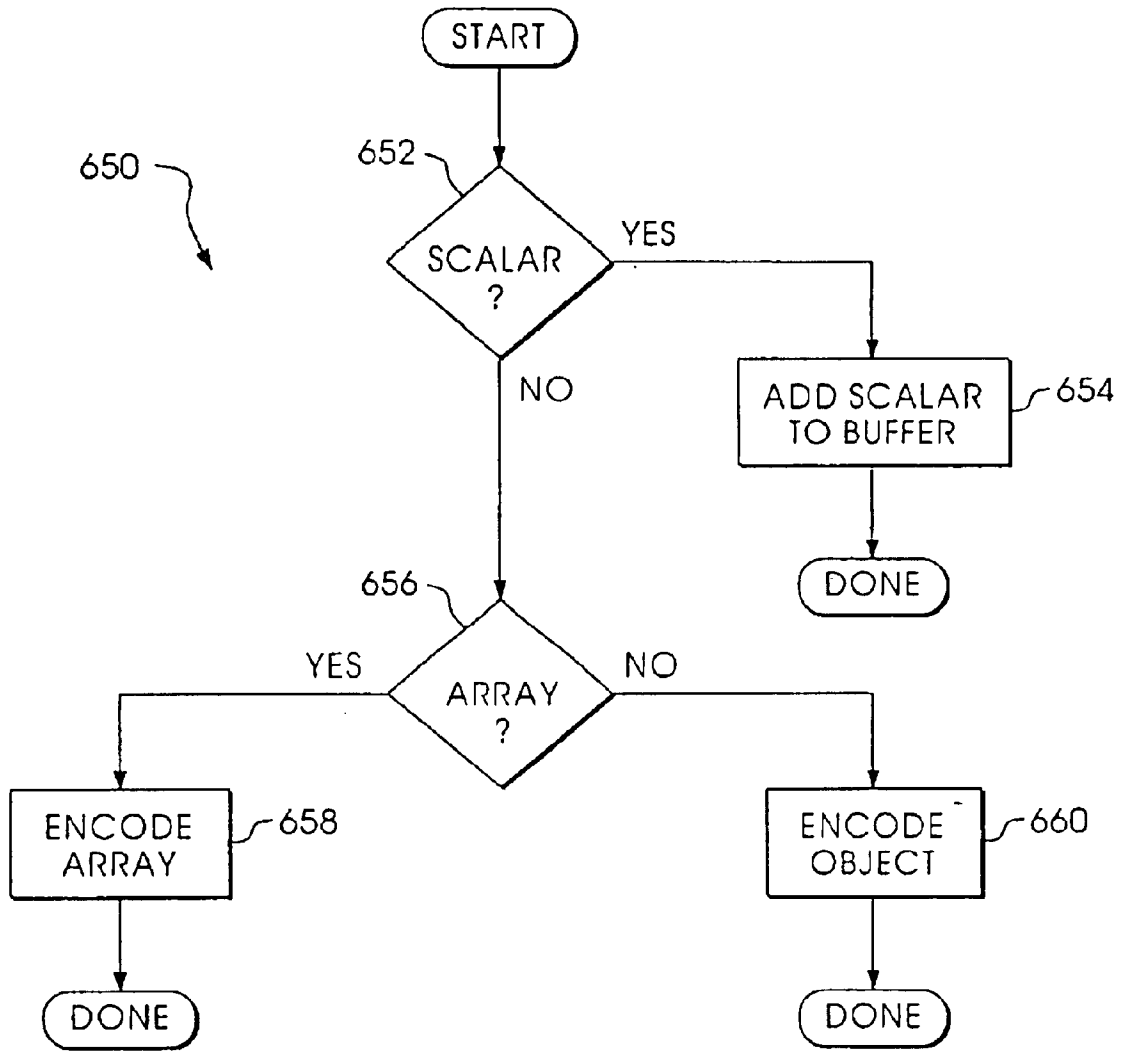 START
652
650
YES
SCALAR
?
NO
654
ADD SCALAR
TO BUFFER
DONE
656
YES
NO
ARRAY
?
ENCODE
ARRAY
658
ENCODE
OBJECT
660
DONE
DONE